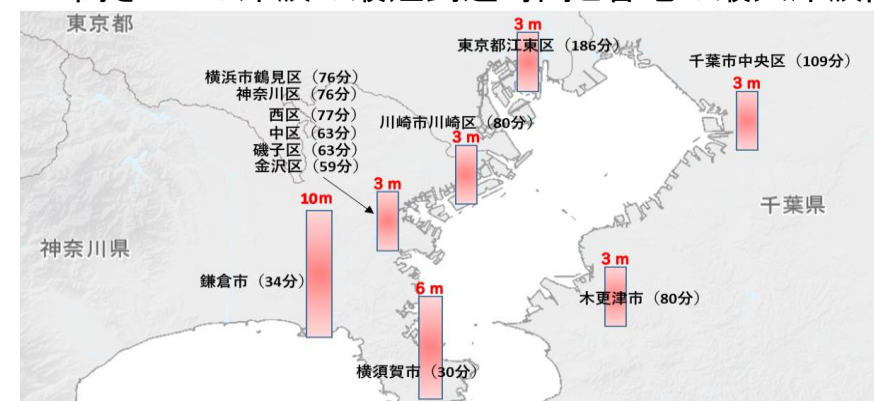 東京都
3 m
東京都江東区（186分）
千葉市中央区（109分）
3 m
横浜市鶴見区（76分）
神奈川区（76分）
西区（77分）
中区（63分）
磯子区（63分）
金沢区（59分）
川崎市川崎区（80分）
3 m
3 m
10m
千葉県
神奈川県
鎌倉市（34分）
3 m
木更津市（80分）
6 m
横須賀市（30分）